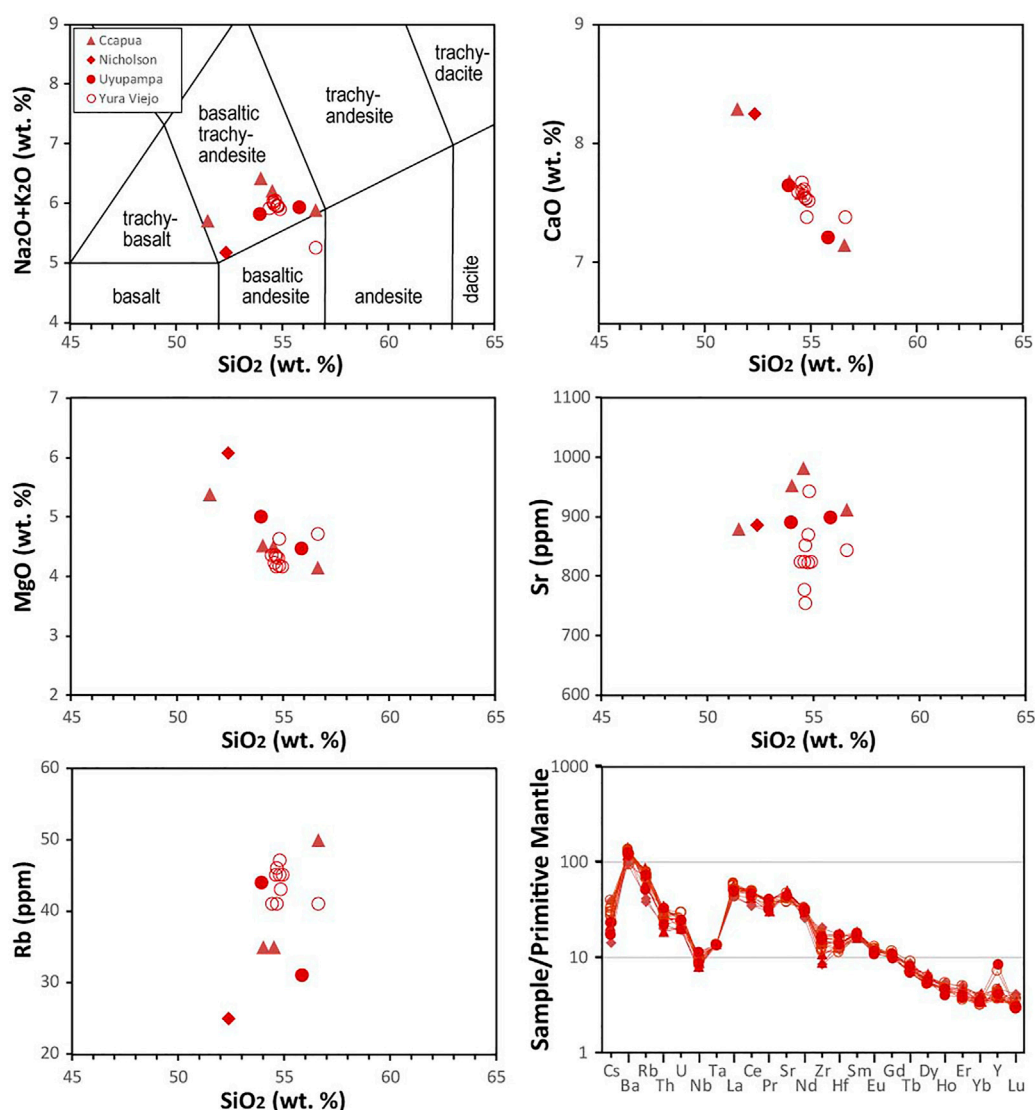 9
8
7
6
5
4
Na2O+K2O (wt. %)
Ccapua
Nicholson
Uyupampa
Yura Viejo
trachy-
dacite
trachy-
andesite
basaltic
trachy-
andesite
trachy-
basalt
basalt
basaltic
andesite
andesite
dacite
45 50 55 60 65
SiO2 (wt. %)
9
8
7
CaO (wt. %)
45 50 55 60 65
SiO2 (wt. %)
7
6
5
4
3
2
MgO (wt. %)
45 50 55 60 65
SiO2 (wt. %)
1100
1000
900
800
700
600
Sr (ppm)
45 50 55 60 65
SiO2 (wt. %)
60
50
40
30
20
Rb (ppm)
45 50 55 60 65
SiO2 (wt. %)
1000
100
10
1
Sample/Primitive Mantle
Cs Rb U Ta Ce Sr Zr Sm Gd Dy Er Y
Ba Th Nb La Pr Nd Hf Eu Tb Ho Yb Lu